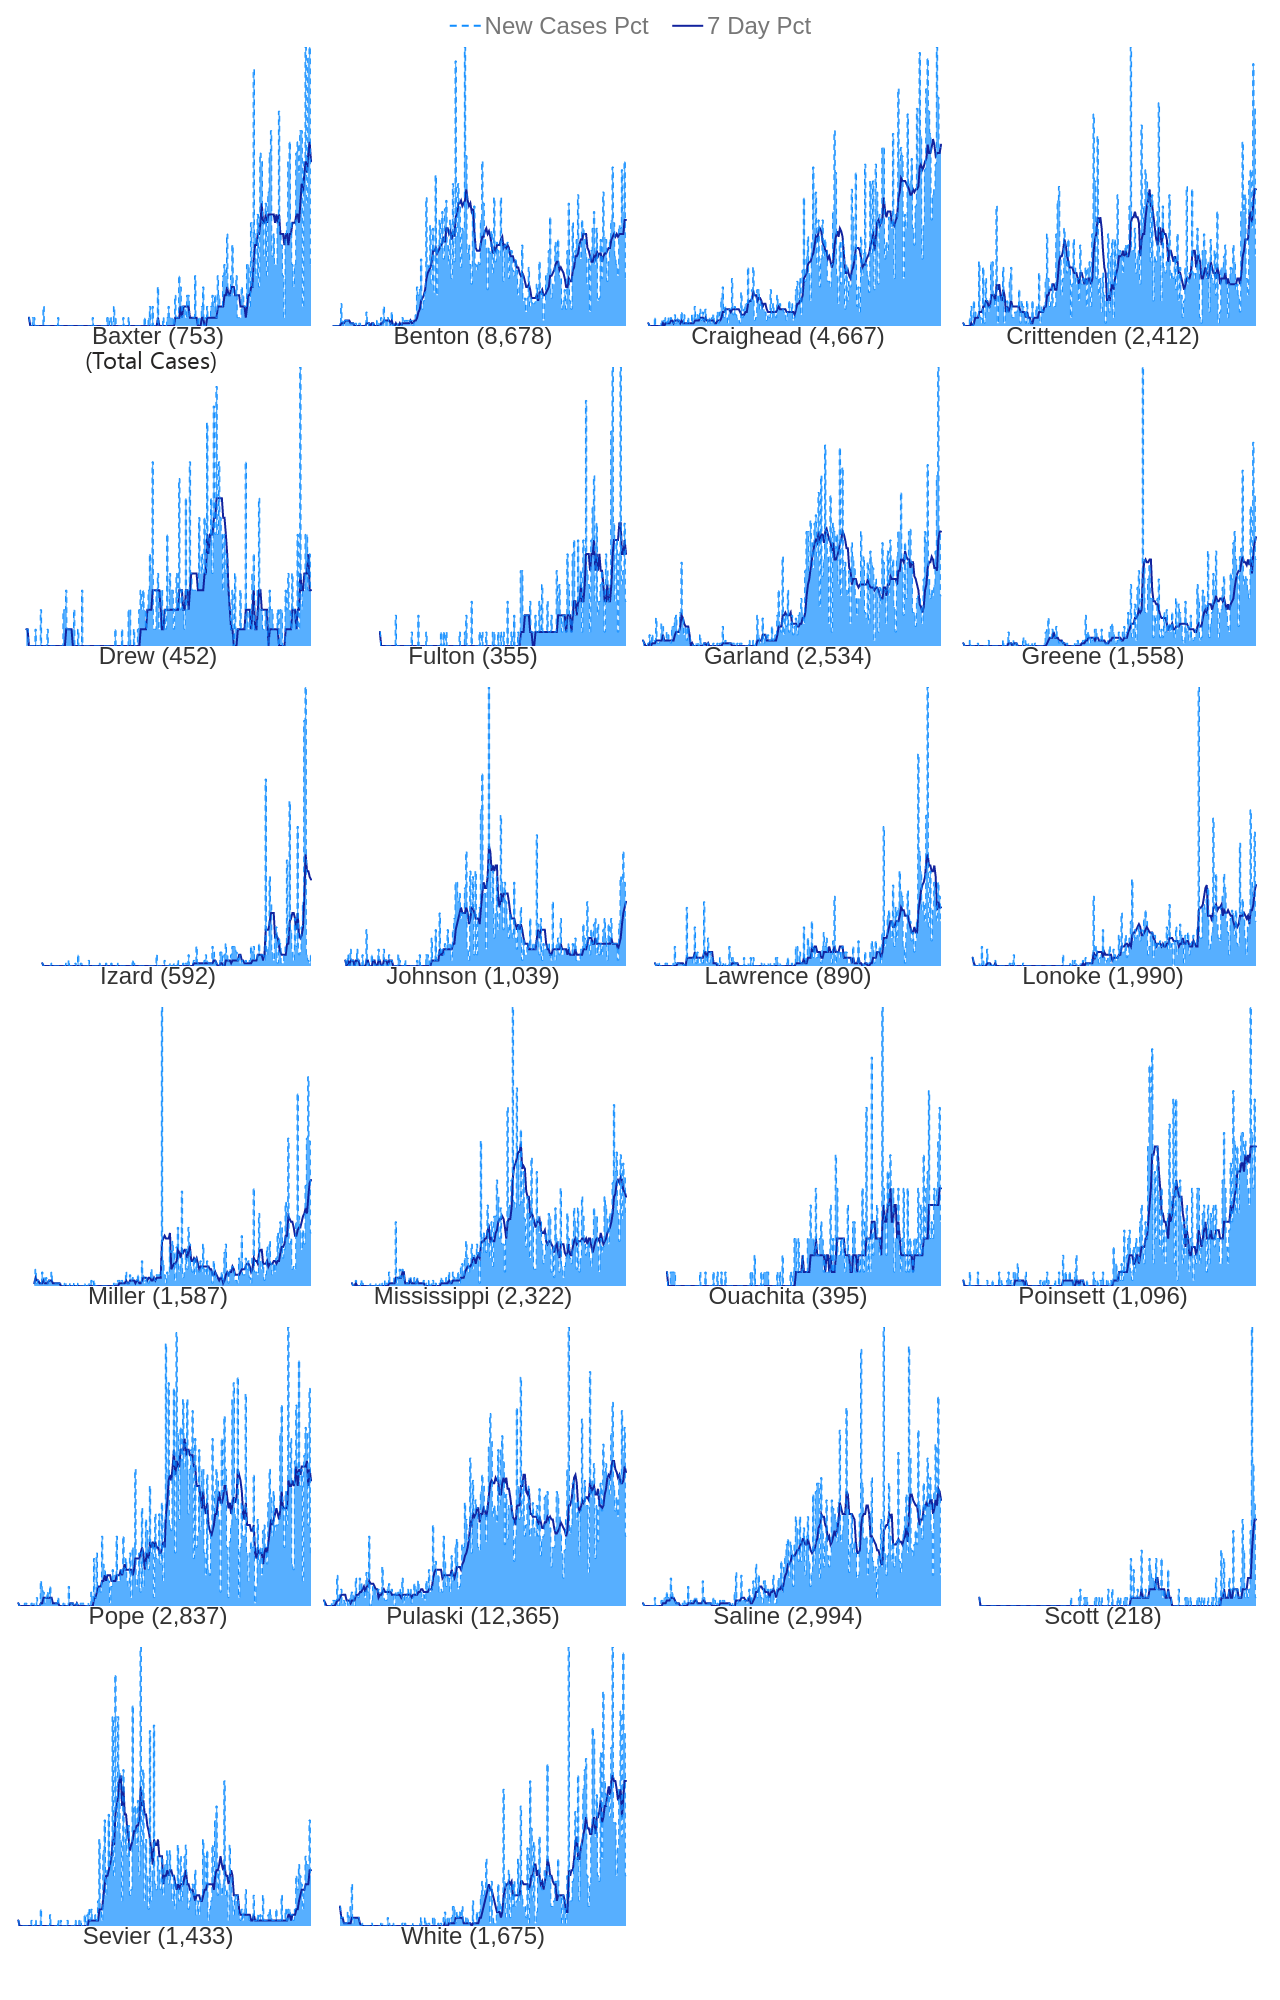 New Cases Pct 7 Day Pct
Baxter (753) Benton (8,678) Craighead (4,667) Crittenden (2,412)
(Total Cases)
Drew (452) Fulton (355) Garland (2,534) Greene (1,558)
Izard (592) Johnson (1,039) Lawrence (890) Lonoke (1,990)
Miller (1,587) Mississippi (2,322) Ouachita (395) Poinsett (1,096)
Pope (2,837) Pulaski (12,365) Saline (2,994) Scott (218)
Sevier (1,433) White (1,675)